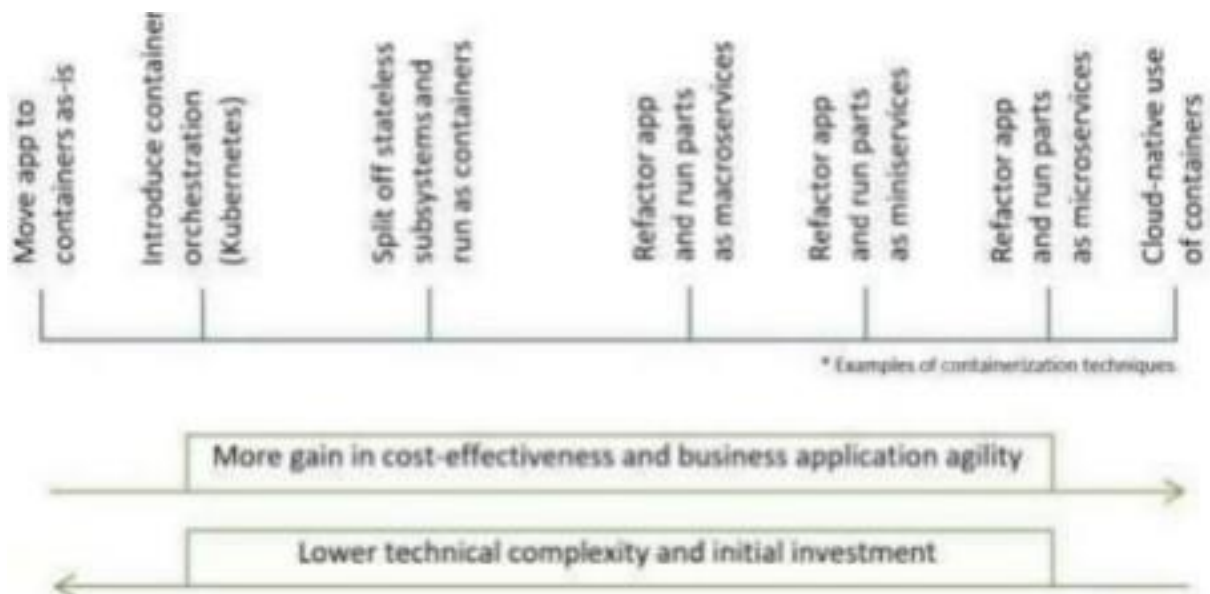 Move app to
containers as-is
Introduce container
orchestration
(Kubernetes)
Split off stateless
subsystems and
run as containers
Refactor app
and run parts
as macroservices
Refactor app
and run parts
as miniservices
Refactor app
and run parts
as microservices
Cloud-native use
of containers
* Examples of containerization techniques
More gain in cost-effectiveness and business application agility
Lower technical complexity and initial investment